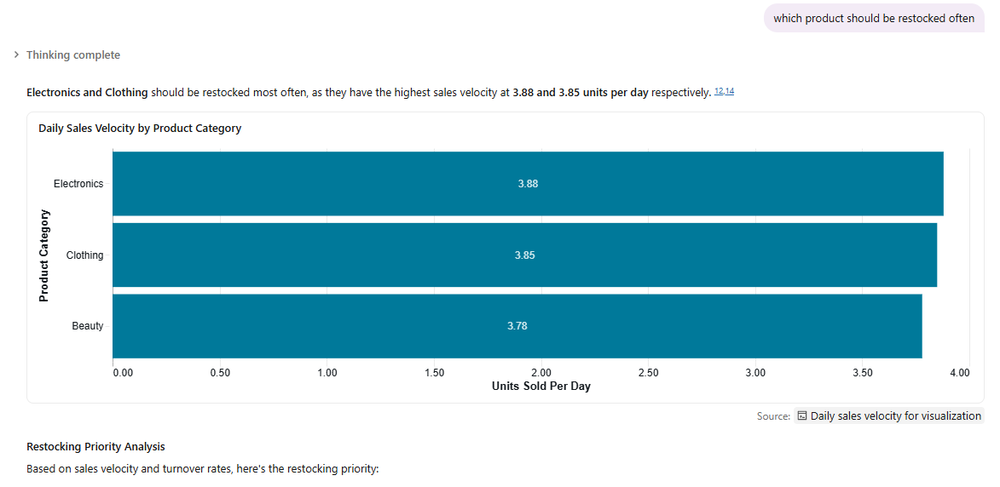 which product should be restocked often
Thinking complete
Electronics and Clothing should be restocked most often, as they have the highest sales velocity at 3.88 and 3.85 units per day respectively. 12,14
Daily Sales Velocity by Product Category
Product Category
Electronics
3.88
Clothing
3.85
Beauty
3.78
0.00 0.50 1.00 1.50 2.00 2.50 3.00 3.50 4.00
Units Sold Per Day
Source: Daily sales velocity for visualization
Restocking Priority Analysis
Based on sales velocity and turnover rates, here's the restocking priority: